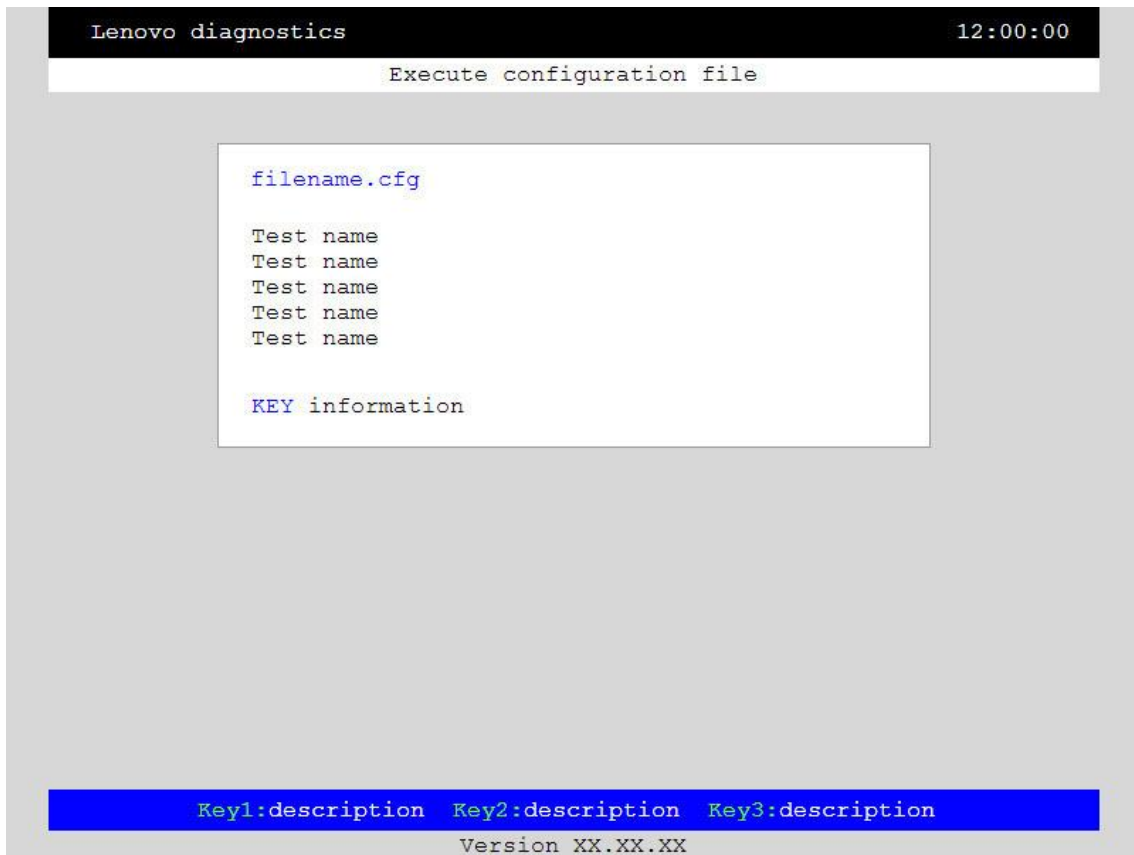 Lenovo diagnostics 12:00:00
Execute configuration file
filename.cfg
Test name
Test name
Test name
Test name
Test name
KEY information
Key1:description Key2:description Key3:description
Version XX.XX.XX